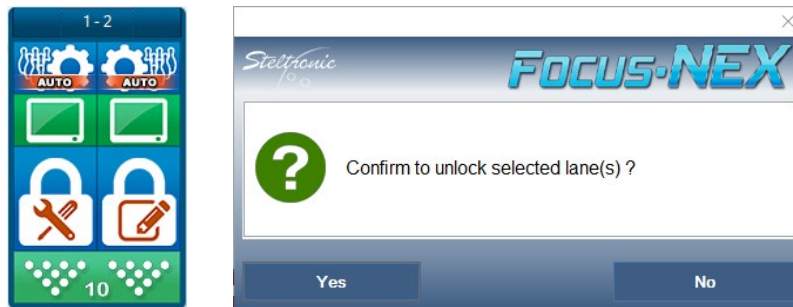 1 - 2
AUTO AUTO
10
Steltronic
FOCUS-NEX
Confirm to unlock selected lane(s) ?
Yes No